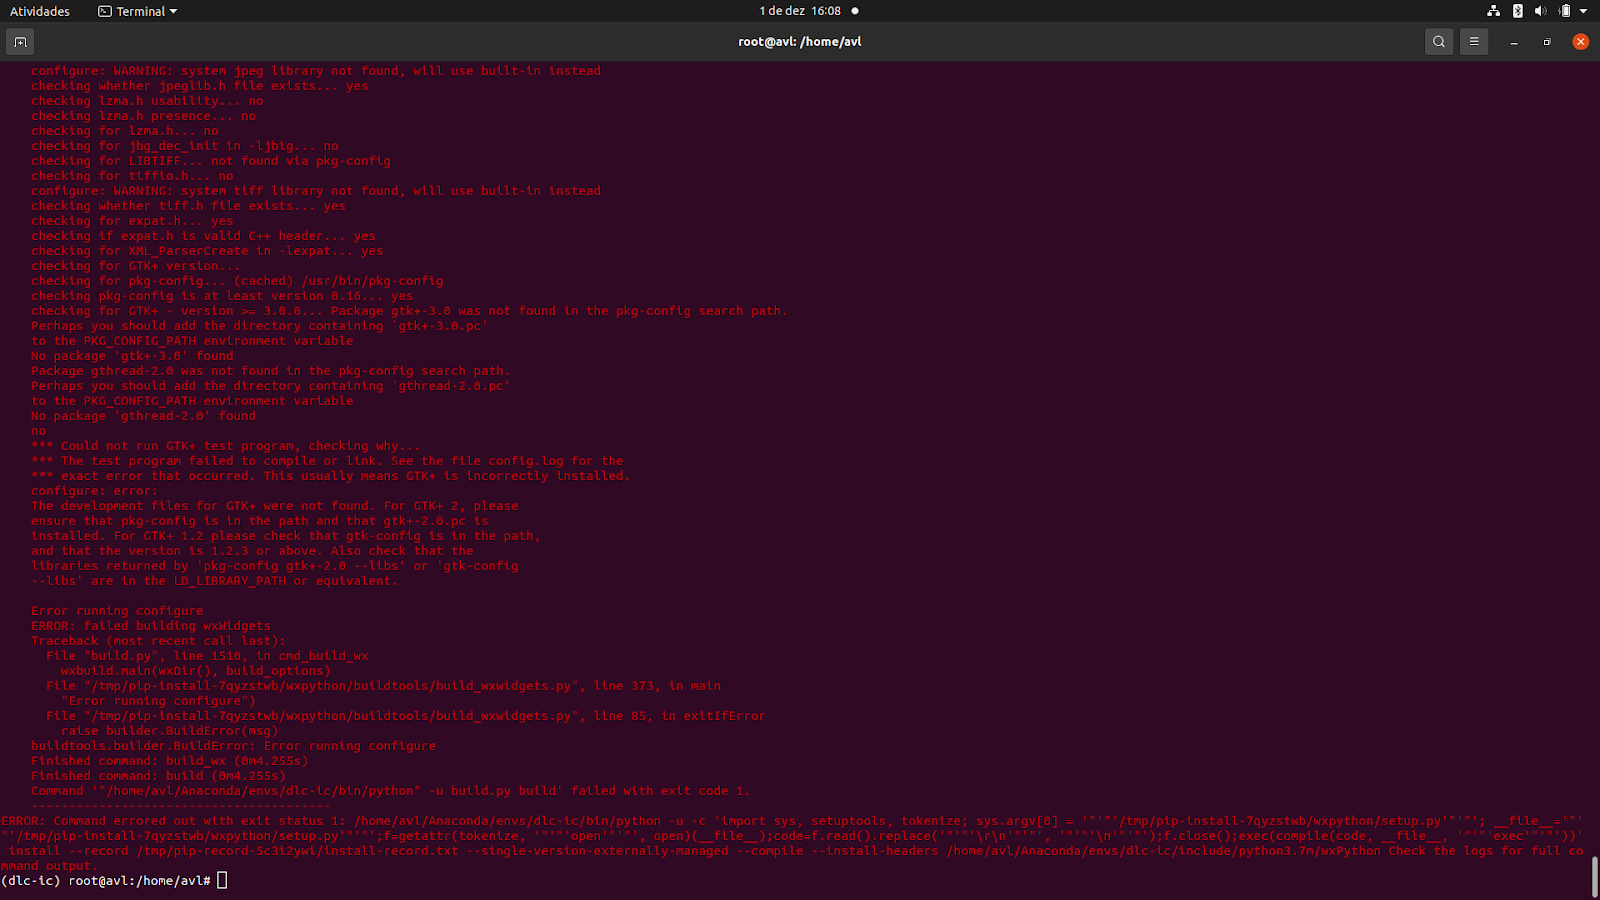 Atividades
Terminal
1 de dez 16:08
root@avl: /home/avl
configure: WARNING: system jpeg library not found, will use built-in instead
checking whether jpeglib.h file exists... yes
checking lzma.h usability... no
checking lzma.h presence... no
checking for lzma.h... no
checking for jbg_dec_init in -ljbig... no
checking for LIBTIFF... not found via pkg-config
checking for tiffio.h... no
configure: WARNING: system tiff library not found, will use built-in instead
checking whether tiff.h file exists... yes
checking for expat.h... yes
checking if expat.h is valid C++ header... yes
checking for XML_ParserCreate in -lexpat... yes
checking for GTK+ version...
checking for pkg-config... (cached) /usr/bin/pkg-config
checking pkg-config is at least version 0.16... yes
checking for GTK+ - version >= 3.0.0... Package gtk+-3.0 was not found in the pkg-config search path.
Perhaps you should add the directory containing `gtk+-3.0.pc'
to the PKG_CONFIG_PATH environment variable
No package 'gtk+-3.0' found
Package gthread-2.0 was not found in the pkg-config search path.
Perhaps you should add the directory containing `gthread-2.0.pc'
to the PKG_CONFIG_PATH environment variable
No package 'gthread-2.0' found
no
*** Could not run GTK+ test program, checking why...
*** The test program failed to compile or link. See the file config.log for the
*** exact error that occurred. This usually means GTK+ is incorrectly installed.
configure: error:
The development files for GTK+ were not found. For GTK+ 2, please
ensure that pkg-config is in the path and that gtk+-2.0.pc is
installed. For GTK+ 1.2 please check that gtk-config is in the path,
and that the version is 1.2.3 or above. Also check that the
libraries returned by 'pkg-config gtk+-2.0 --libs' or 'gtk-config
--libs' are in the LD_LIBRARY_PATH or equivalent.
Error running configure
ERROR: failed building wxWidgets
Traceback (most recent call last):
File "build.py", line 1510, in cmd_build_wx
wxbuild.main(wxDir(), build_options)
File "/tmp/pip-install-7qyzstwb/wxpython/buildtools/build_wxwidgets.py", line 373, in main
"Error running configure")
File "/tmp/pip-install-7qyzstwb/wxpython/buildtools/build_wxwidgets.py", line 85, in exitIfError
raise builder.BuildError(msg)
buildtools.builder.BuildError: Error running configure
Finished command: build_wx (0m4.255s)
Finished command: build (0m4.255s)
Command '"/home/avl/Anaconda/envs/dlc-ic/bin/python" -u build.py build' failed with exit code 1.
----------------------------------------
ERROR: Command errored out with exit status 1: /home/avl/Anaconda/envs/dlc-ic/bin/python -u -c 'import sys, setuptools, tokenize; sys.argv[0] = '"'"'/tmp/pip-install-7qyzstwb/wxpython/setup.py'"'"'; __file__='"'
"'/tmp/pip-install-7qyzstwb/wxpython/setup.py'"'"';f=getattr(tokenize, '"'"'open'"'"', open)(__file__);code=f.read().replace('"'"'\r\n'"'"', '"'"'\n'"'"');f.close();exec(compile(code, __file__, '"'"'exec'"'"'))'
install --record /tmp/pip-record-5c3i2ywi/install-record.txt --single-version-externally-managed --compile --install-headers /home/avl/Anaconda/envs/dlc-ic/include/python3.7m/wxPython Check the logs for full co
mmand output.
(dlc-ic) root@avl:/home/avl#